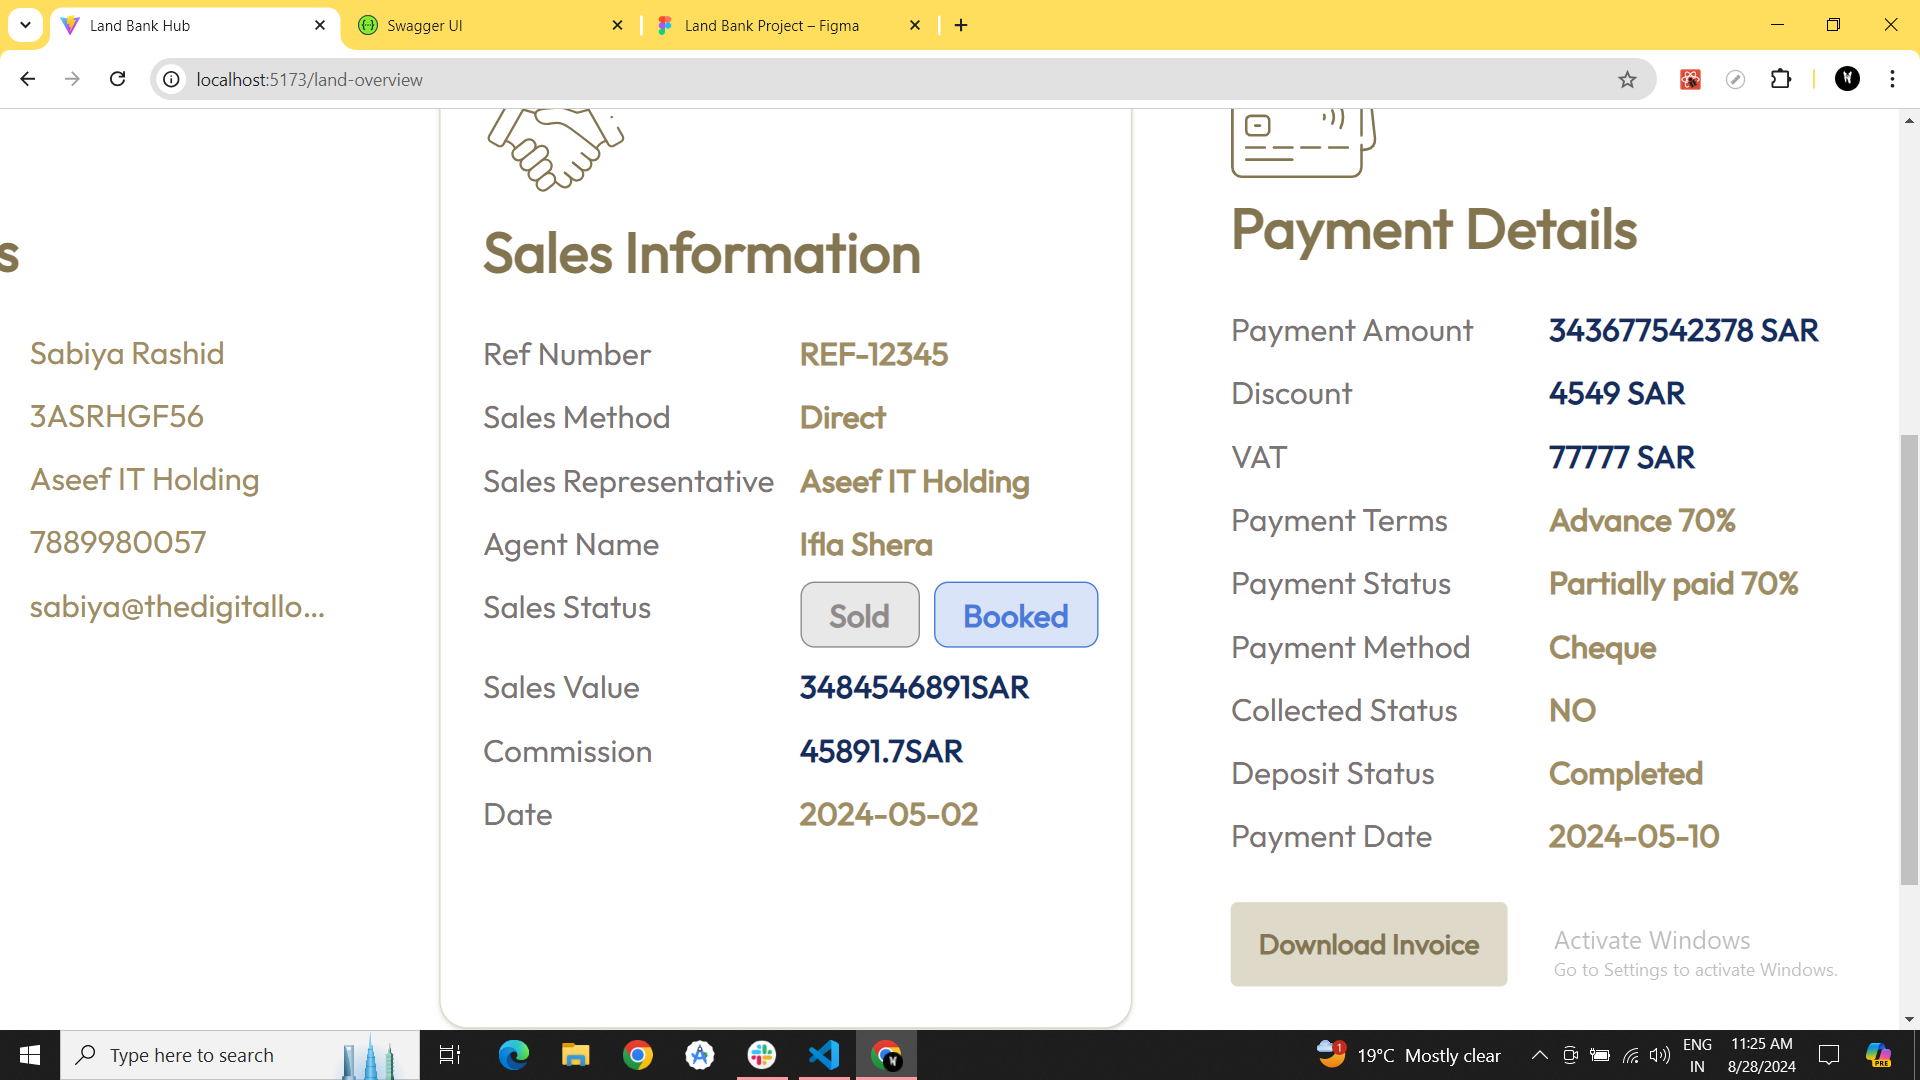 Land Bank Hub
Swagger UI
Land Bank Project – Figma
localhost:5173/land-overview
s
Sabiya Rashid
3ASRHGF56
Aseef IT Holding
7889980057
sabiya@thedigitallo...
Sales Information
Ref Number REF-12345
Sales Method Direct
Sales Representative Aseef IT Holding
Agent Name Ifla Shera
Sales Status Sold Booked
Sales Value 3484546891SAR
Commission 45891.7SAR
Date 2024-05-02
Payment Details
Payment Amount 343677542378 SAR
Discount 4549 SAR
VAT 77777 SAR
Payment Terms Advance 70%
Payment Status Partially paid 70%
Payment Method Cheque
Collected Status NO
Deposit Status Completed
Payment Date 2024-05-10
Download Invoice
Activate Windows
Go to Settings to activate Windows.
Type here to search
1
19°C Mostly clear
ENG
IN
11:25 AM
8/28/2024
PRE